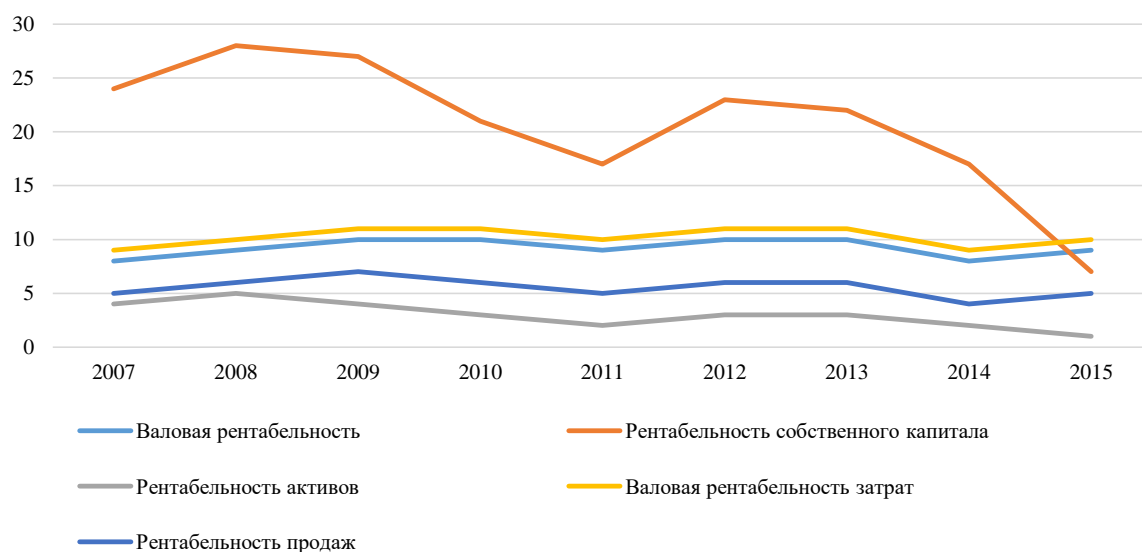 30
25
20
15
10
5
0
2007 2008 2009 2010 2011 2012 2013 2014 2015
Валовая рентабельность Рентабельность собственного капитала
Рентабельность активов Валовая рентабельность затрат
Рентабельность продаж